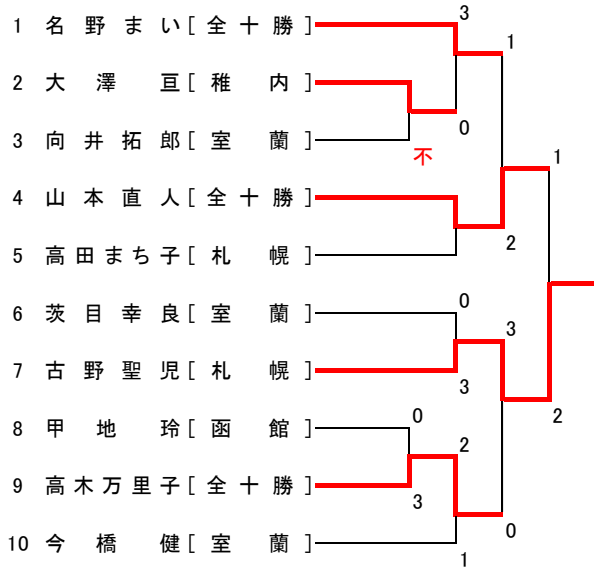 3
1 名野まい[全十勝]
1
2 大澤亘[稚内]
0
3 向井拓郎[室蘭]
不
1
4 山本直人[全十勝]
2
5 高田まち子[札幌]
0
6 茨目幸良[室蘭]
3
7 古野聖児[札幌]
3
0
2
8 甲地玲[函館]
2
9 高木万里子[全十勝]
3
0
10 今橋健[室蘭]
1